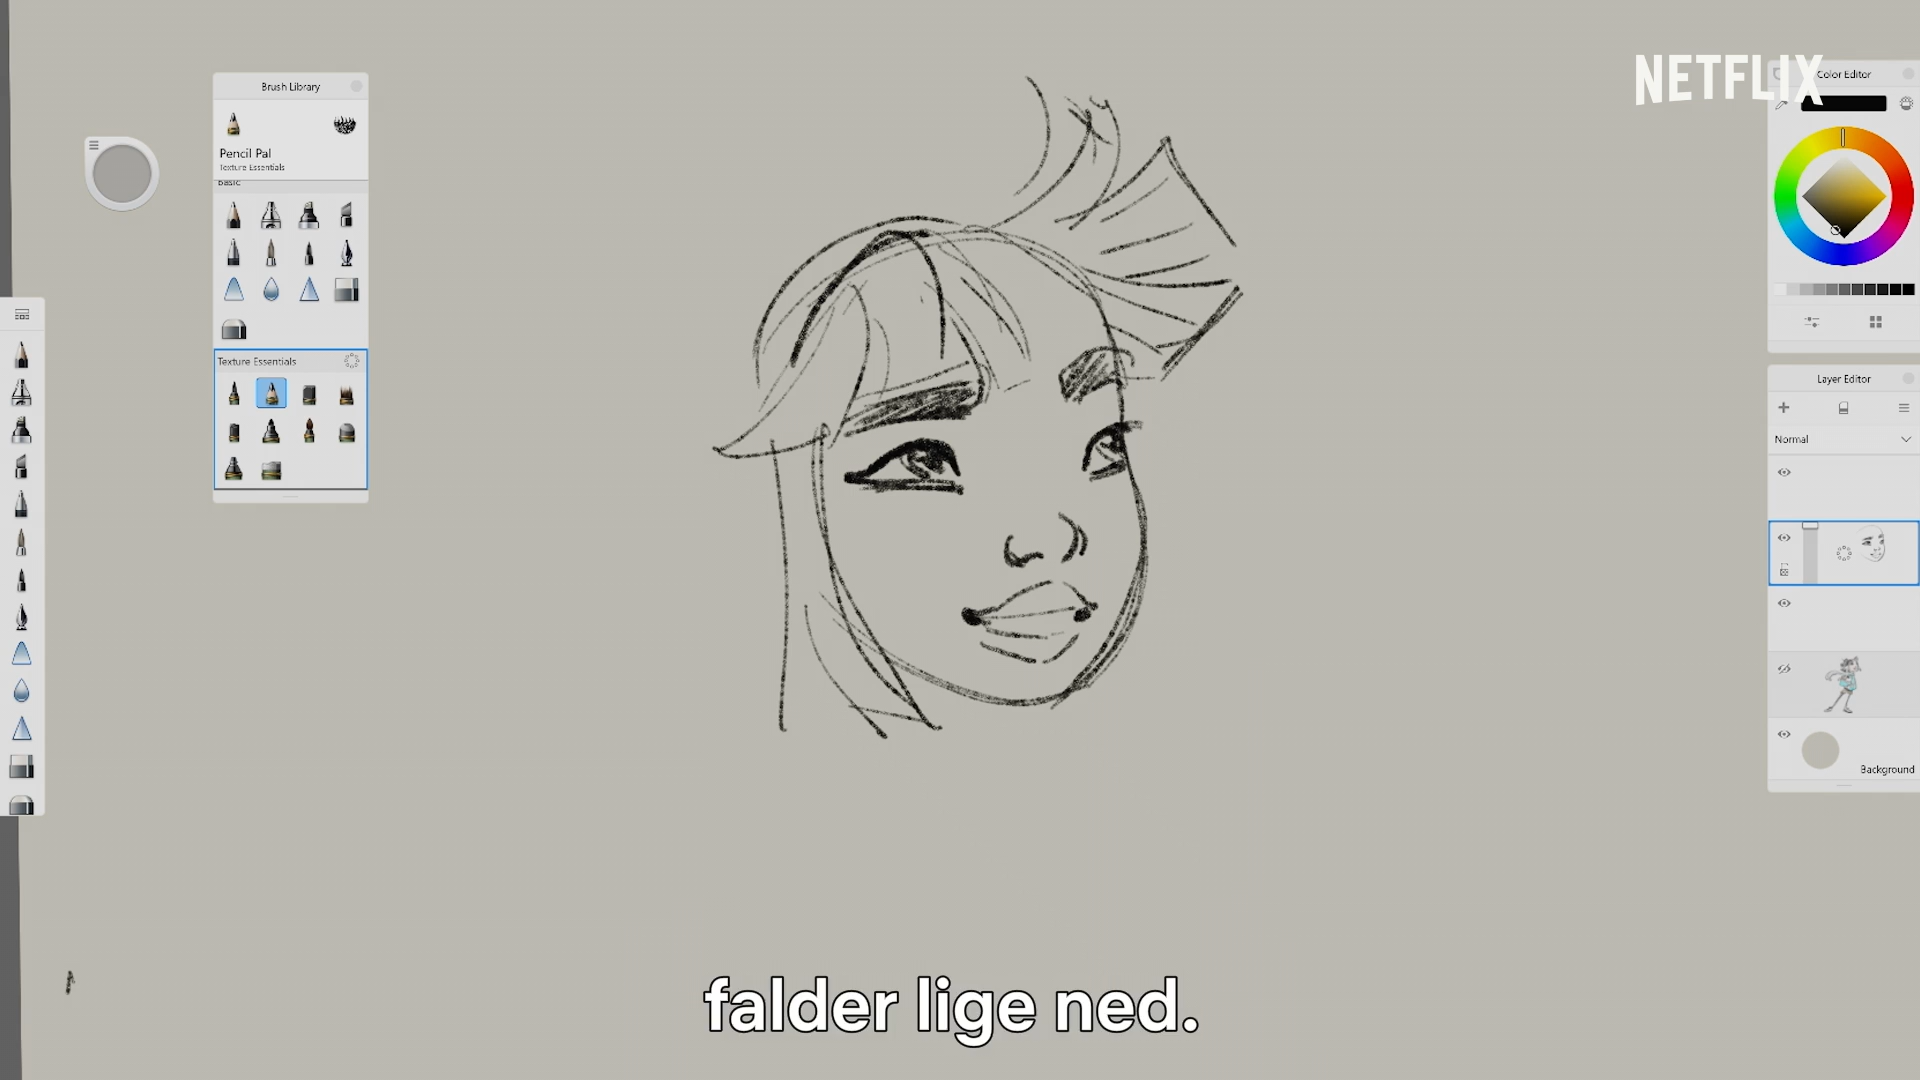 NETFLIX
Brush Library
Pencil Pal
Texture Essentials
Basic
Texture Essentials
Color Editor
Layer Editor
Normal
Background
falder lige ned.